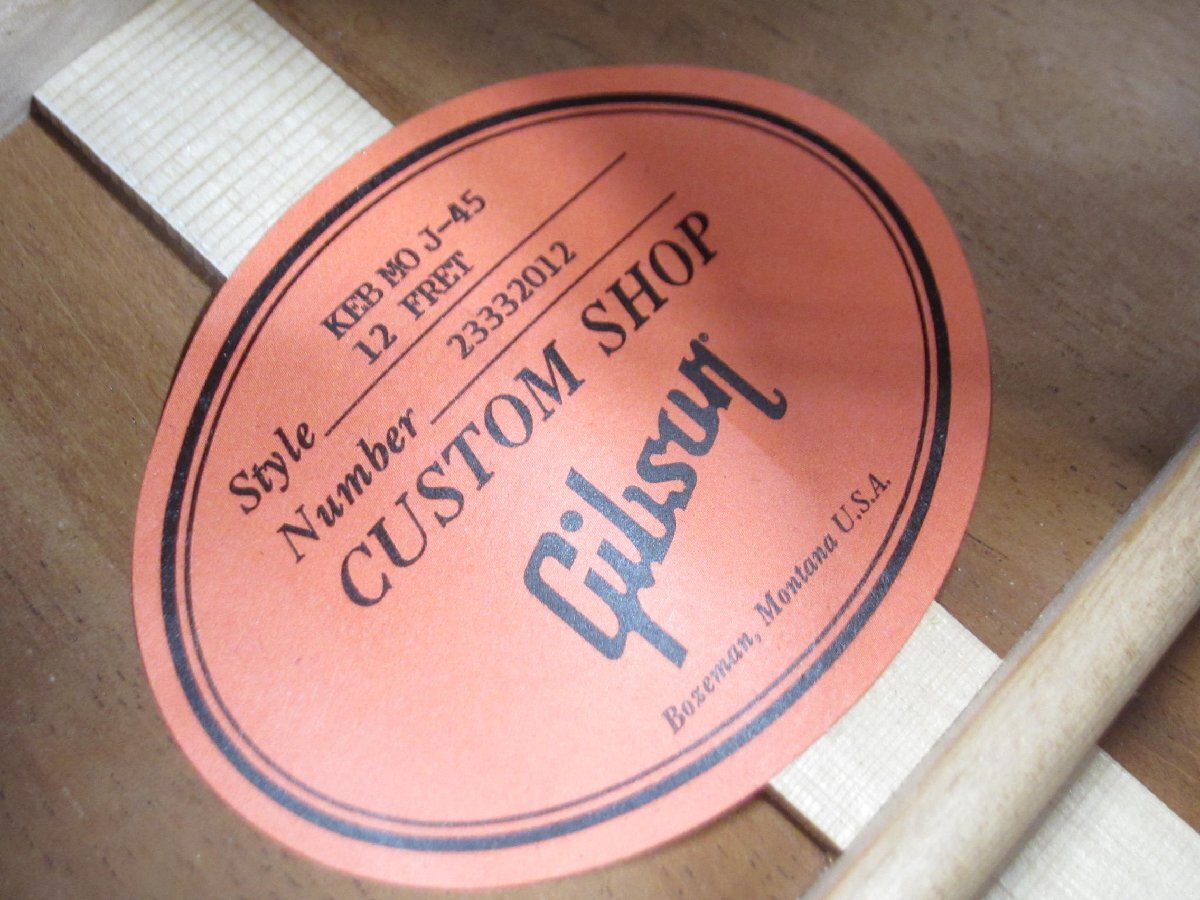 KEB MO J-45
Style 12 FRET
Number 23332012
CUSTOM SHOP
Gibson®
Bozeman, Montana U.S.A.